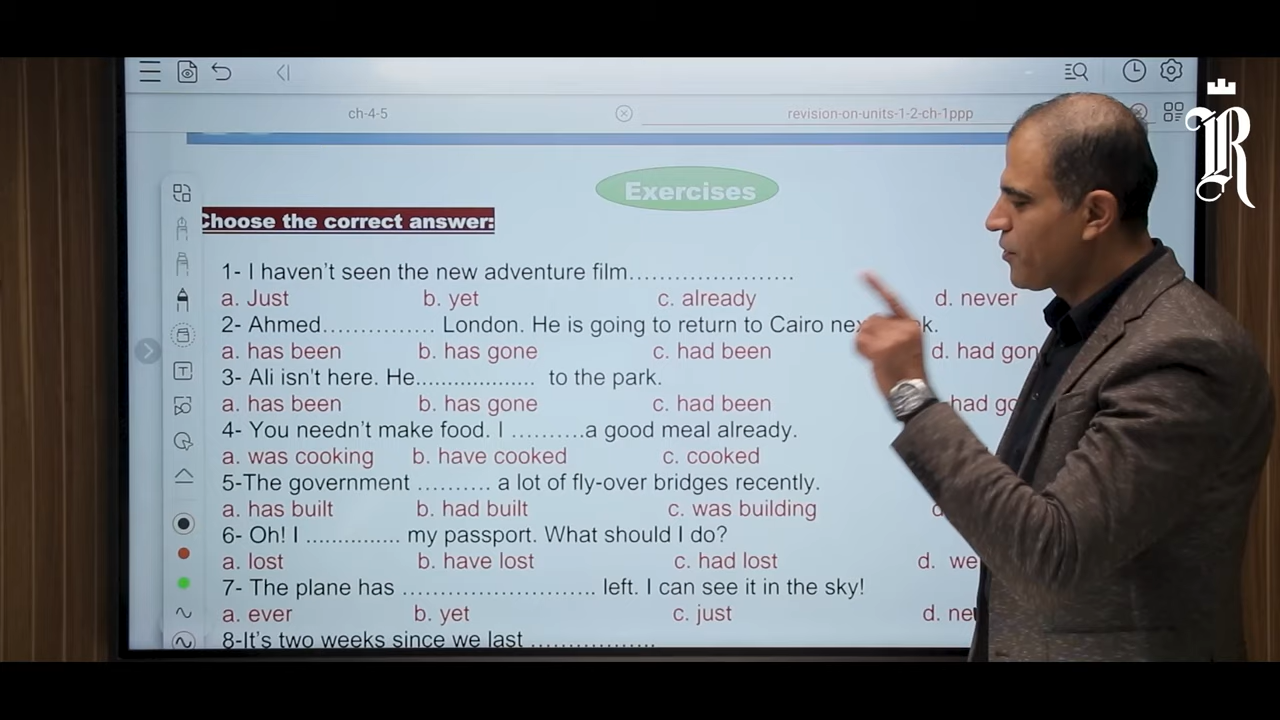 ch-4-5
revision-on-units-1-2-ch-1ppp
R
Exercises
Choose the correct answer:
1- I haven't seen the new adventure film......................
a. Just b. yet c. already d. never
2- Ahmed............... London. He is going to return to Cairo k.
a. has been b. has gone c. had been d. had gon
3- Ali isn't here. He.................. to the park.
a. has been b. has gone c. had been had go
4- You needn't make food. I ..........a good meal already.
a. was cooking b. have cooked c. cooked
5-The government .......... a lot of fly-over bridges recently.
a. has built b. had built c. was building
6- Oh! I ............... my passport. What should I do?
a. lost b. have lost c. had lost d. we
7- The plane has .......................... left. I can see it in the sky!
a. ever b. yet c. just d. ne
8-It's two weeks since we last .................